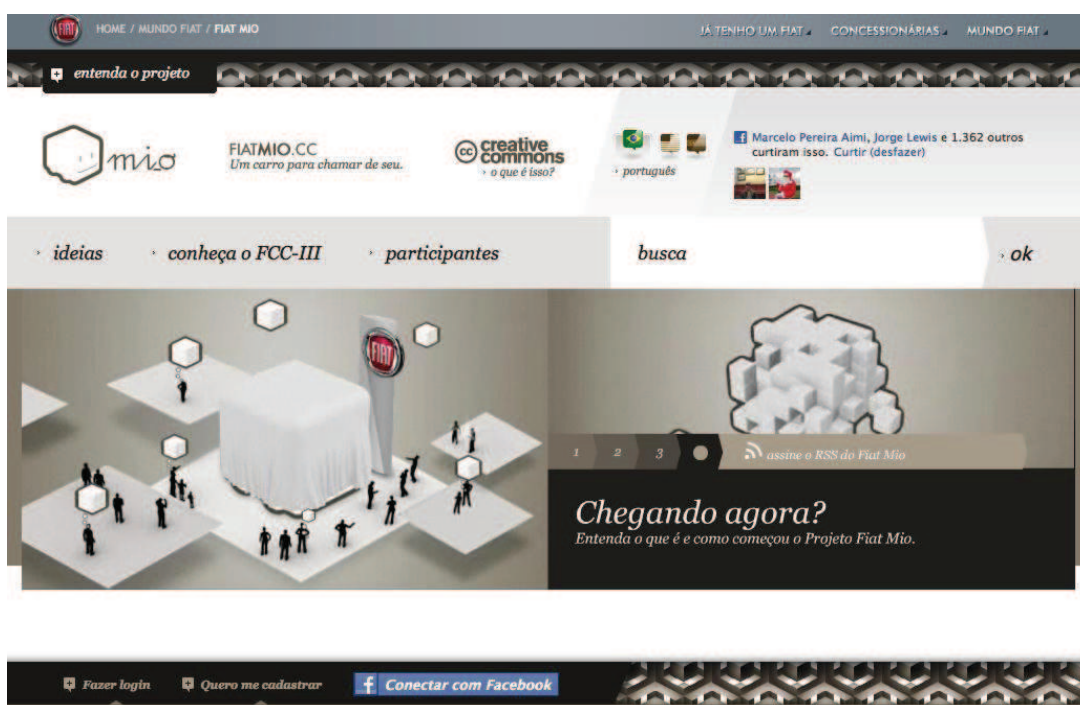 FIAT HOME / MUNDO FIAT / FIAT MIO JÁ TENHO UM FIAT CONCESSIONÁRIAS MUNDO FIAT
entenda o projeto
mio
FIATMIO.CC
Um carro para chamar de seu.
cc creative commons
o que é isso?
português
Marcelo Pereira Aimi, Jorge Lewis e 1.362 outros
curtiram isso. Curtir (desfazer)
ideias conheça o FCC-III participantes busca ok
FIAT
1 2 3 assine o RSS do Fiat Mio
Chegando agora?
Entenda o que é e como começou o Projeto Fiat Mio.
Fazer login Quero me cadastrar f Conectar com Facebook